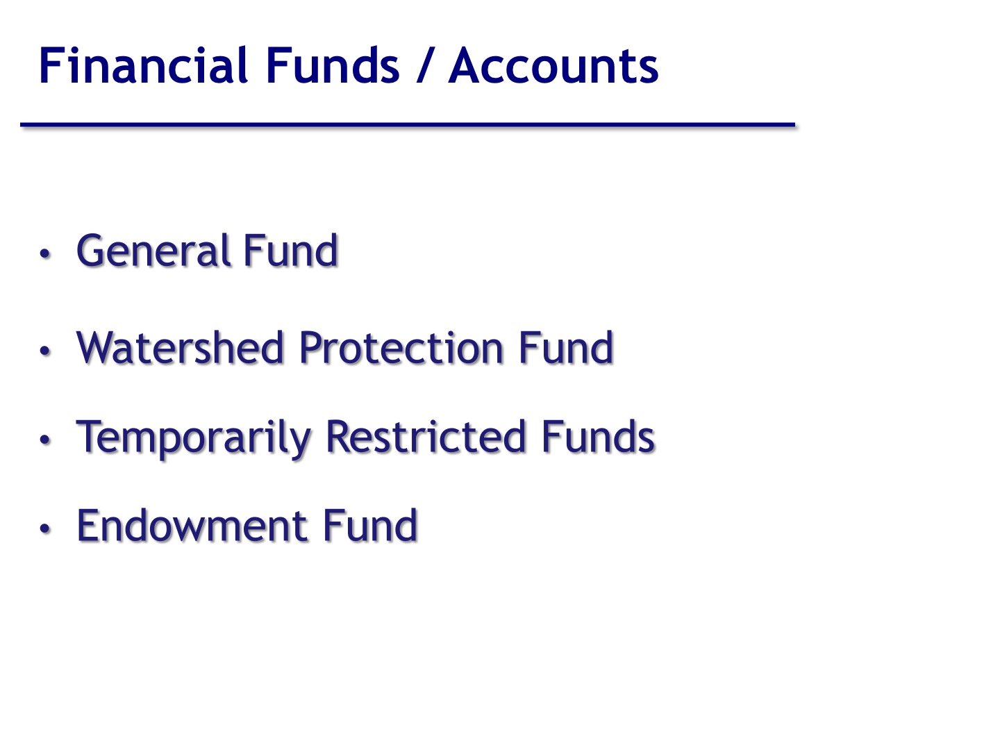 Financial Funds / Accounts
• General Fund
• Watershed Protection Fund
• Temporarily Restricted Funds
• Endowment Fund